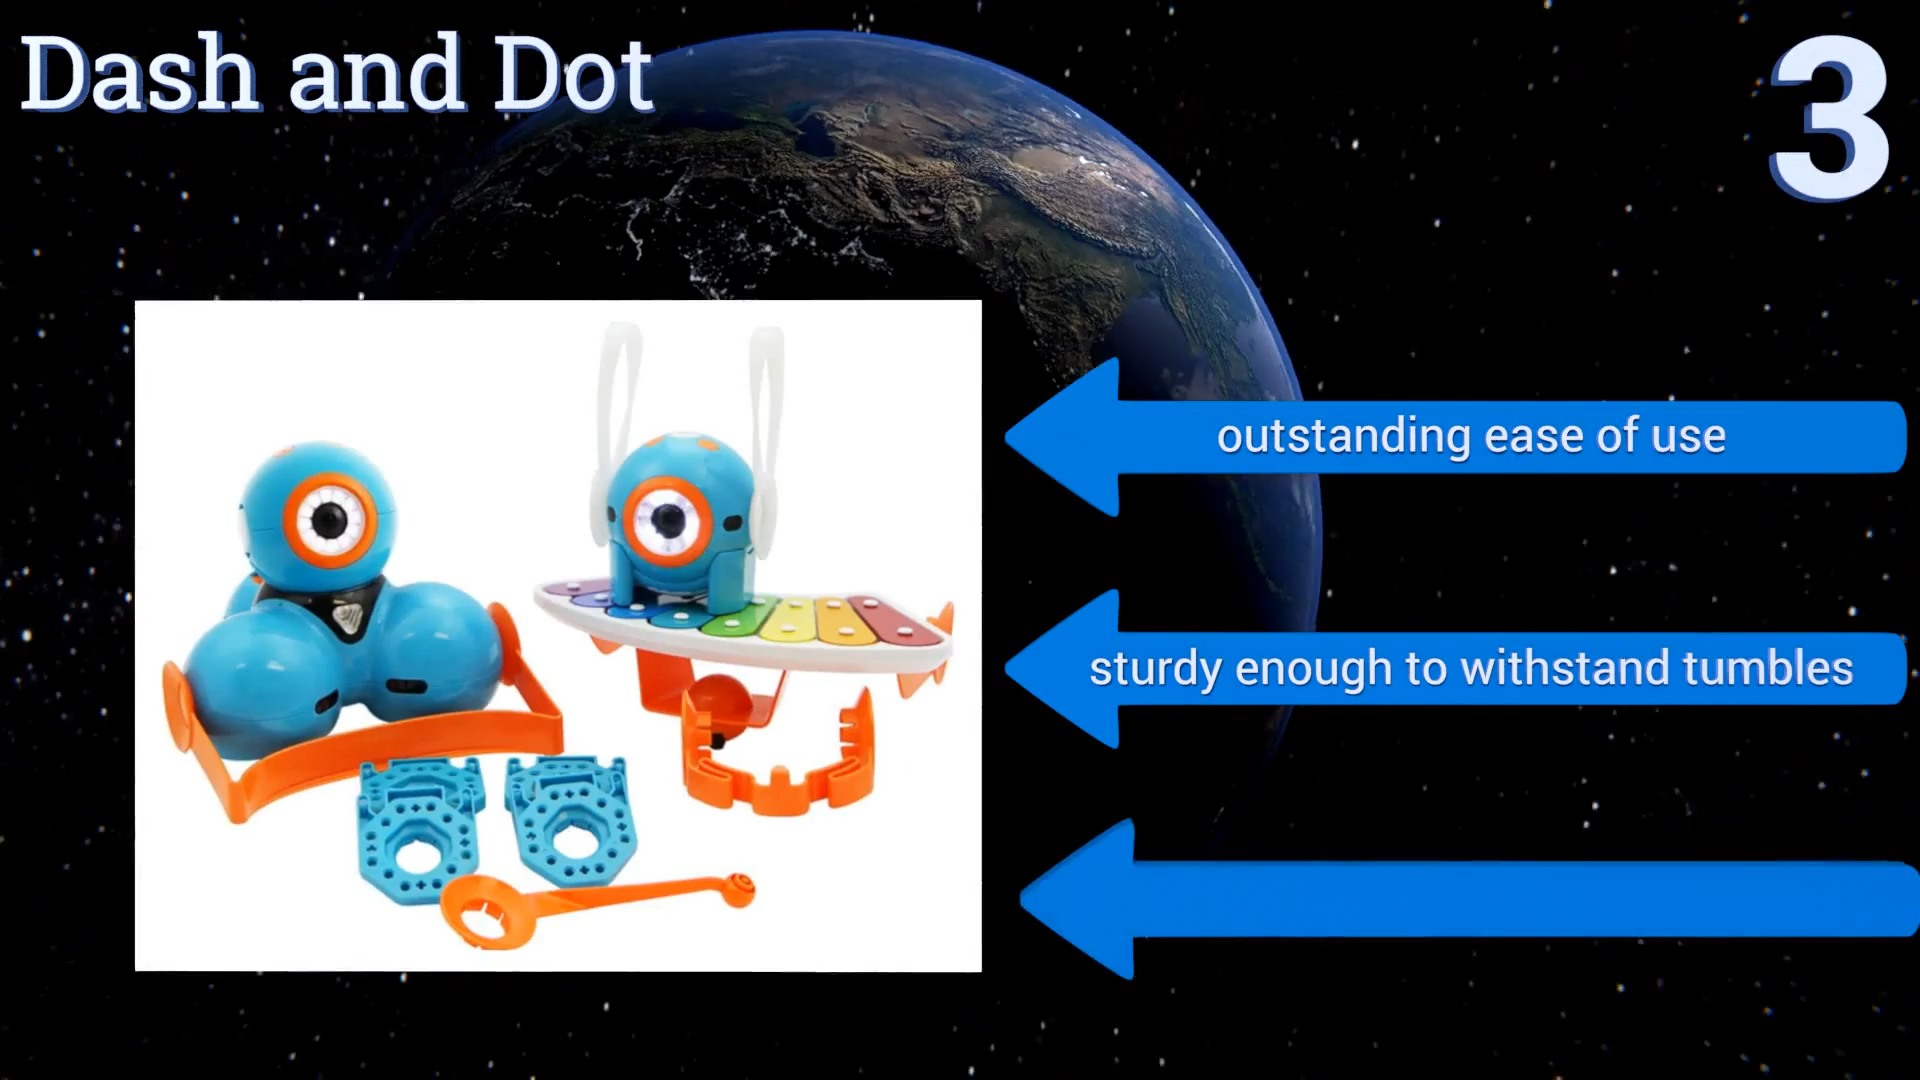 Dash and Dot
3
outstanding ease of use
sturdy enough to withstand tumbles